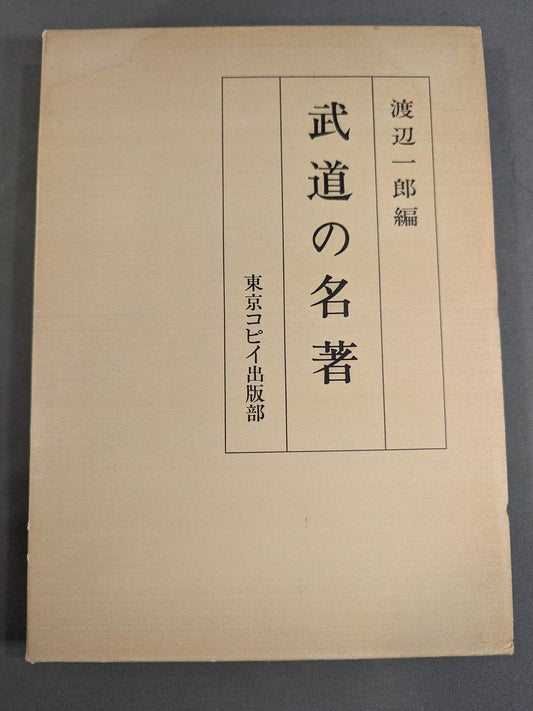 渡辺一郎編
武道の名著
東京コピイ出版部